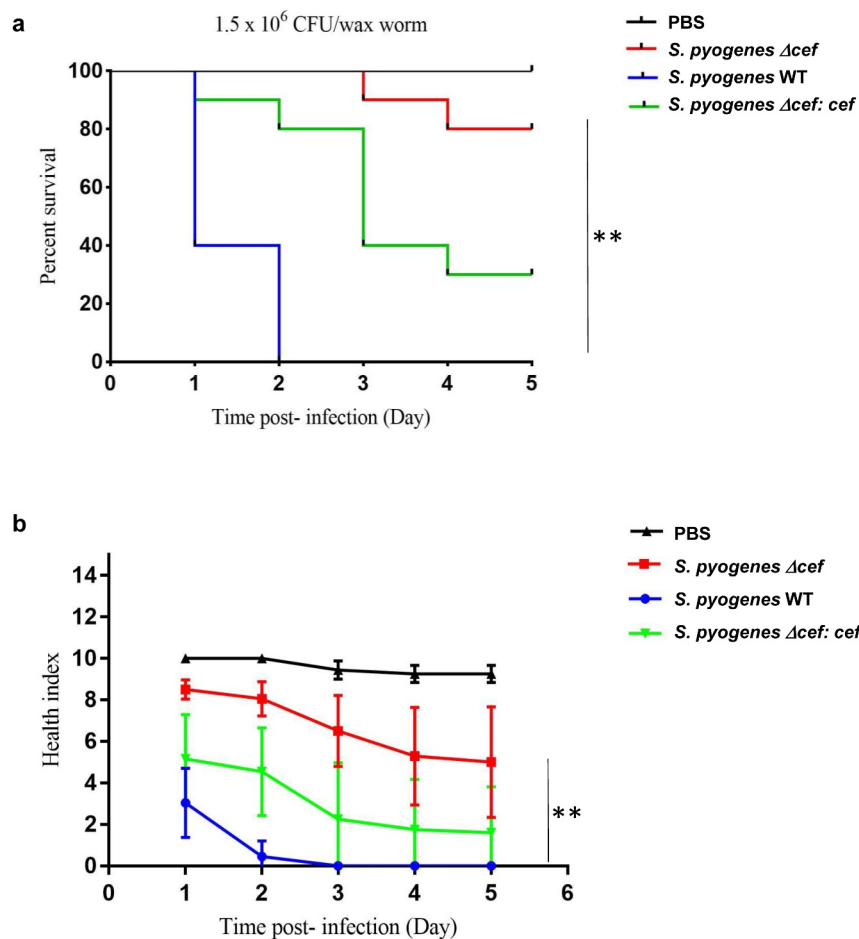 a
1.5 x 10⁶ CFU/wax worm
PBS
S. pyogenes Δcef
S. pyogenes WT
S. pyogenes Δcef: cef
100
80
60
40
20
0
Percent survival
**
0 1 2 3 4 5
Time post- infection (Day)
b
PBS
S. pyogenes Δcef
S. pyogenes WT
S. pyogenes Δcef: cef
14
12
10
8
6
4
2
0
Health index
**
0 1 2 3 4 5 6
Time post- infection (Day)